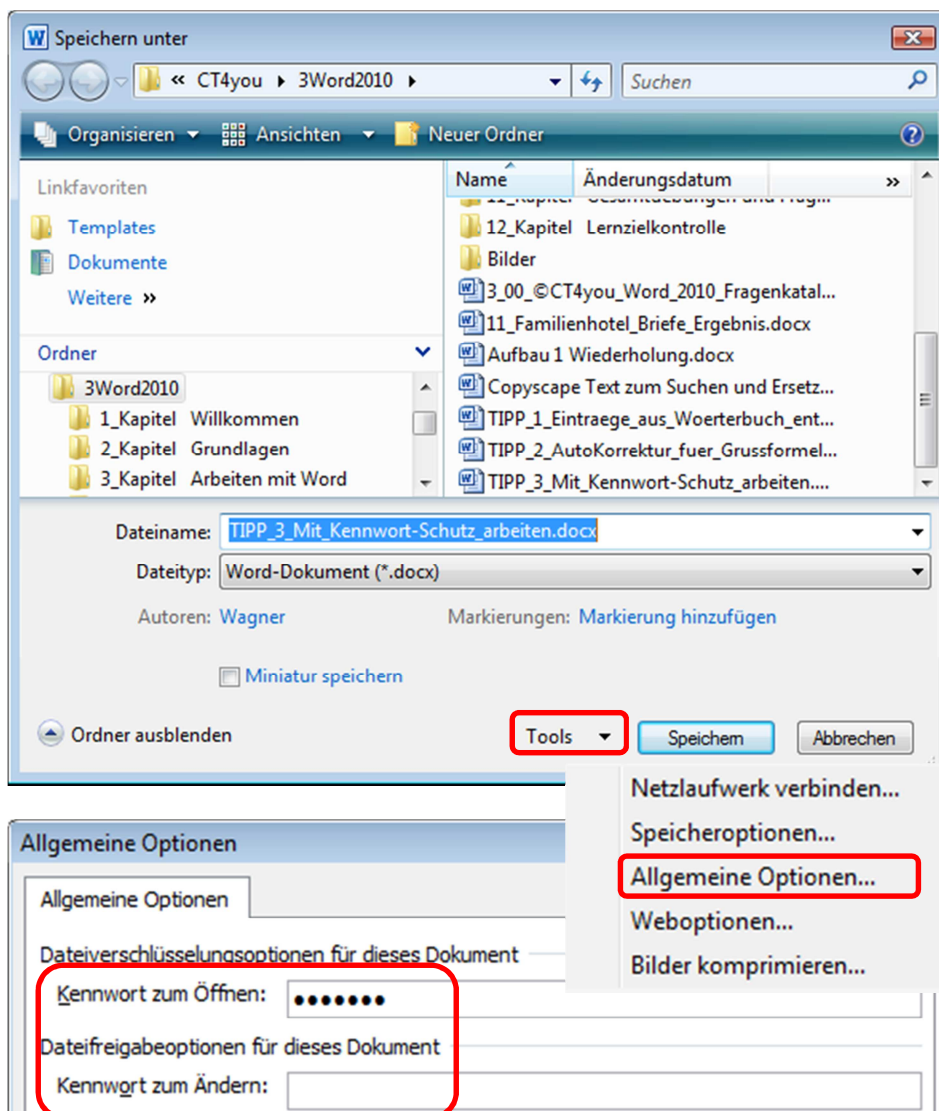 Speichern unter
« CT4you 3Word2010
Suchen
Organisieren Ansichten Neuer Ordner
Linkfavoriten
Templates
Dokumente
Weitere »
Ordner
3Word2010
1_Kapitel Willkommen
2_Kapitel Grundlagen
3_Kapitel Arbeiten mit Word
Name Änderungsdatum »
12_Kapitel Lernzielkontrolle
Bilder
3_00_©CT4you_Word_2010_Fragenkatal...
11_Familienhotel_Briefe_Ergebnis.docx
Aufbau 1 Wiederholung.docx
Copyscape Text zum Suchen und Ersetz...
TIPP_1_Eintraege_aus_Woerterbuch_ent...
TIPP_2_AutoKorrektur_fuer_Grussformel...
TIPP_3_Mit_Kennwort-Schutz_arbeiten....
Dateiname: TIPP_3_Mit_Kennwort-Schutz_arbeiten.docx
Dateityp: Word-Dokument (*.docx)
Autoren: Wagner Markierungen: Markierung hinzufügen
Miniatur speichern
Ordner ausblenden Tools Speichern Abbrechen
Netzlaufwerk verbinden...
Speicheroptionen...
Allgemeine Optionen...
Weboptionen...
Bilder komprimieren...
Allgemeine Optionen
Allgemeine Optionen
Dateiverschlüsselungsoptionen für dieses Dokument
Kennwort zum Öffnen: •••••••
Dateifreigabeoptionen für dieses Dokument
Kennwort zum Ändern: